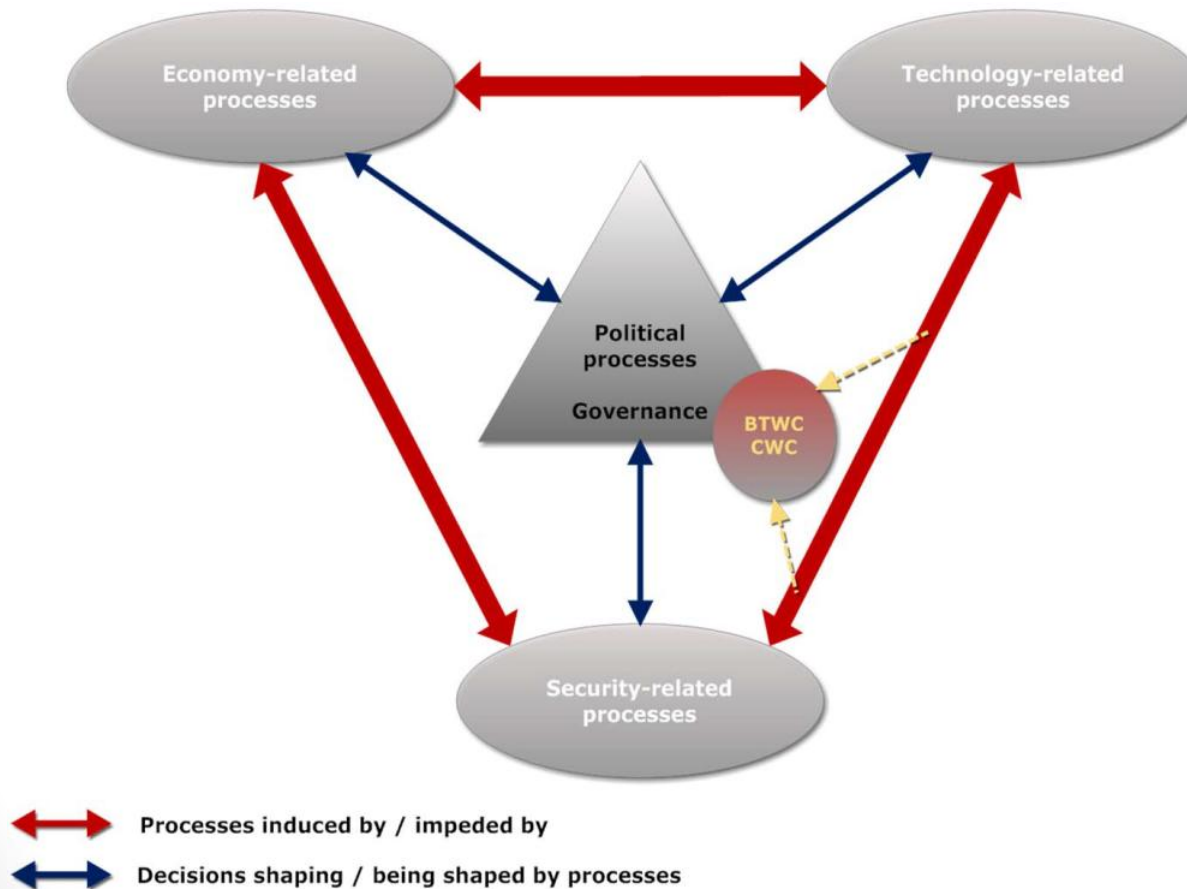 Economy-related
processes
Technology-related
processes
Political
processes
Governance
BTWC
CWC
Security-related
processes
Processes induced by / impeded by
Decisions shaping / being shaped by processes